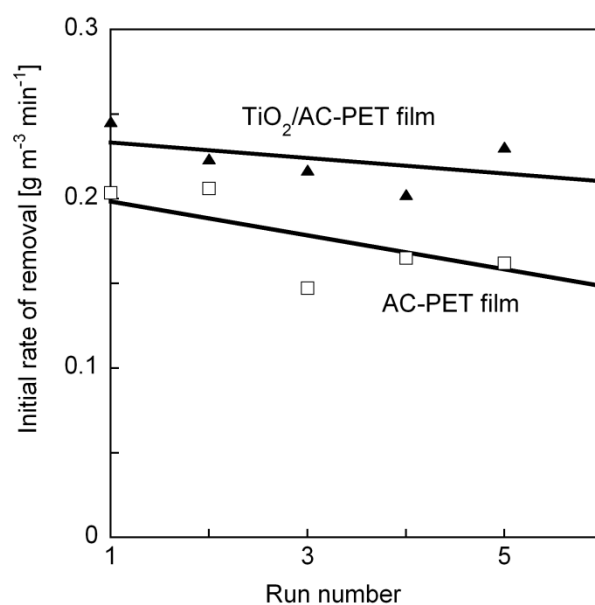 0.3
TiO₂/AC-PET film
0.2
AC-PET film
0.1
0
1 3 5
Run number
Initial rate of removal [g m⁻³ min⁻¹]